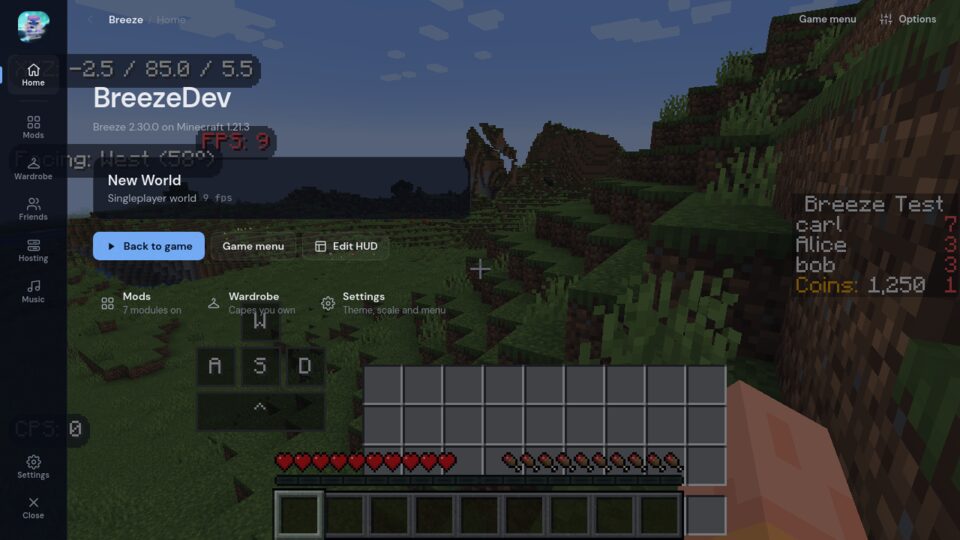 Breeze / Home
Game menu
Options
XYZ: -2.5 / 85.0 / 5.5
Home
BreezeDev
Breeze 2.30.0 on Minecraft 1.21.3
FPS: 9
Mods
Facing: West (58°)
Wardrobe
New World
Singleplayer world 9 fps
Friends
Breeze Test
carl 7
Alice 3
bob 3
Coins: 1,250 1
Hosting
Back to game
Game menu
Edit HUD
Music
Mods
7 modules on
Wardrobe
Capes you own
Settings
Theme, scale and menu
W
A S D
^
CPS: 0
Settings
Close